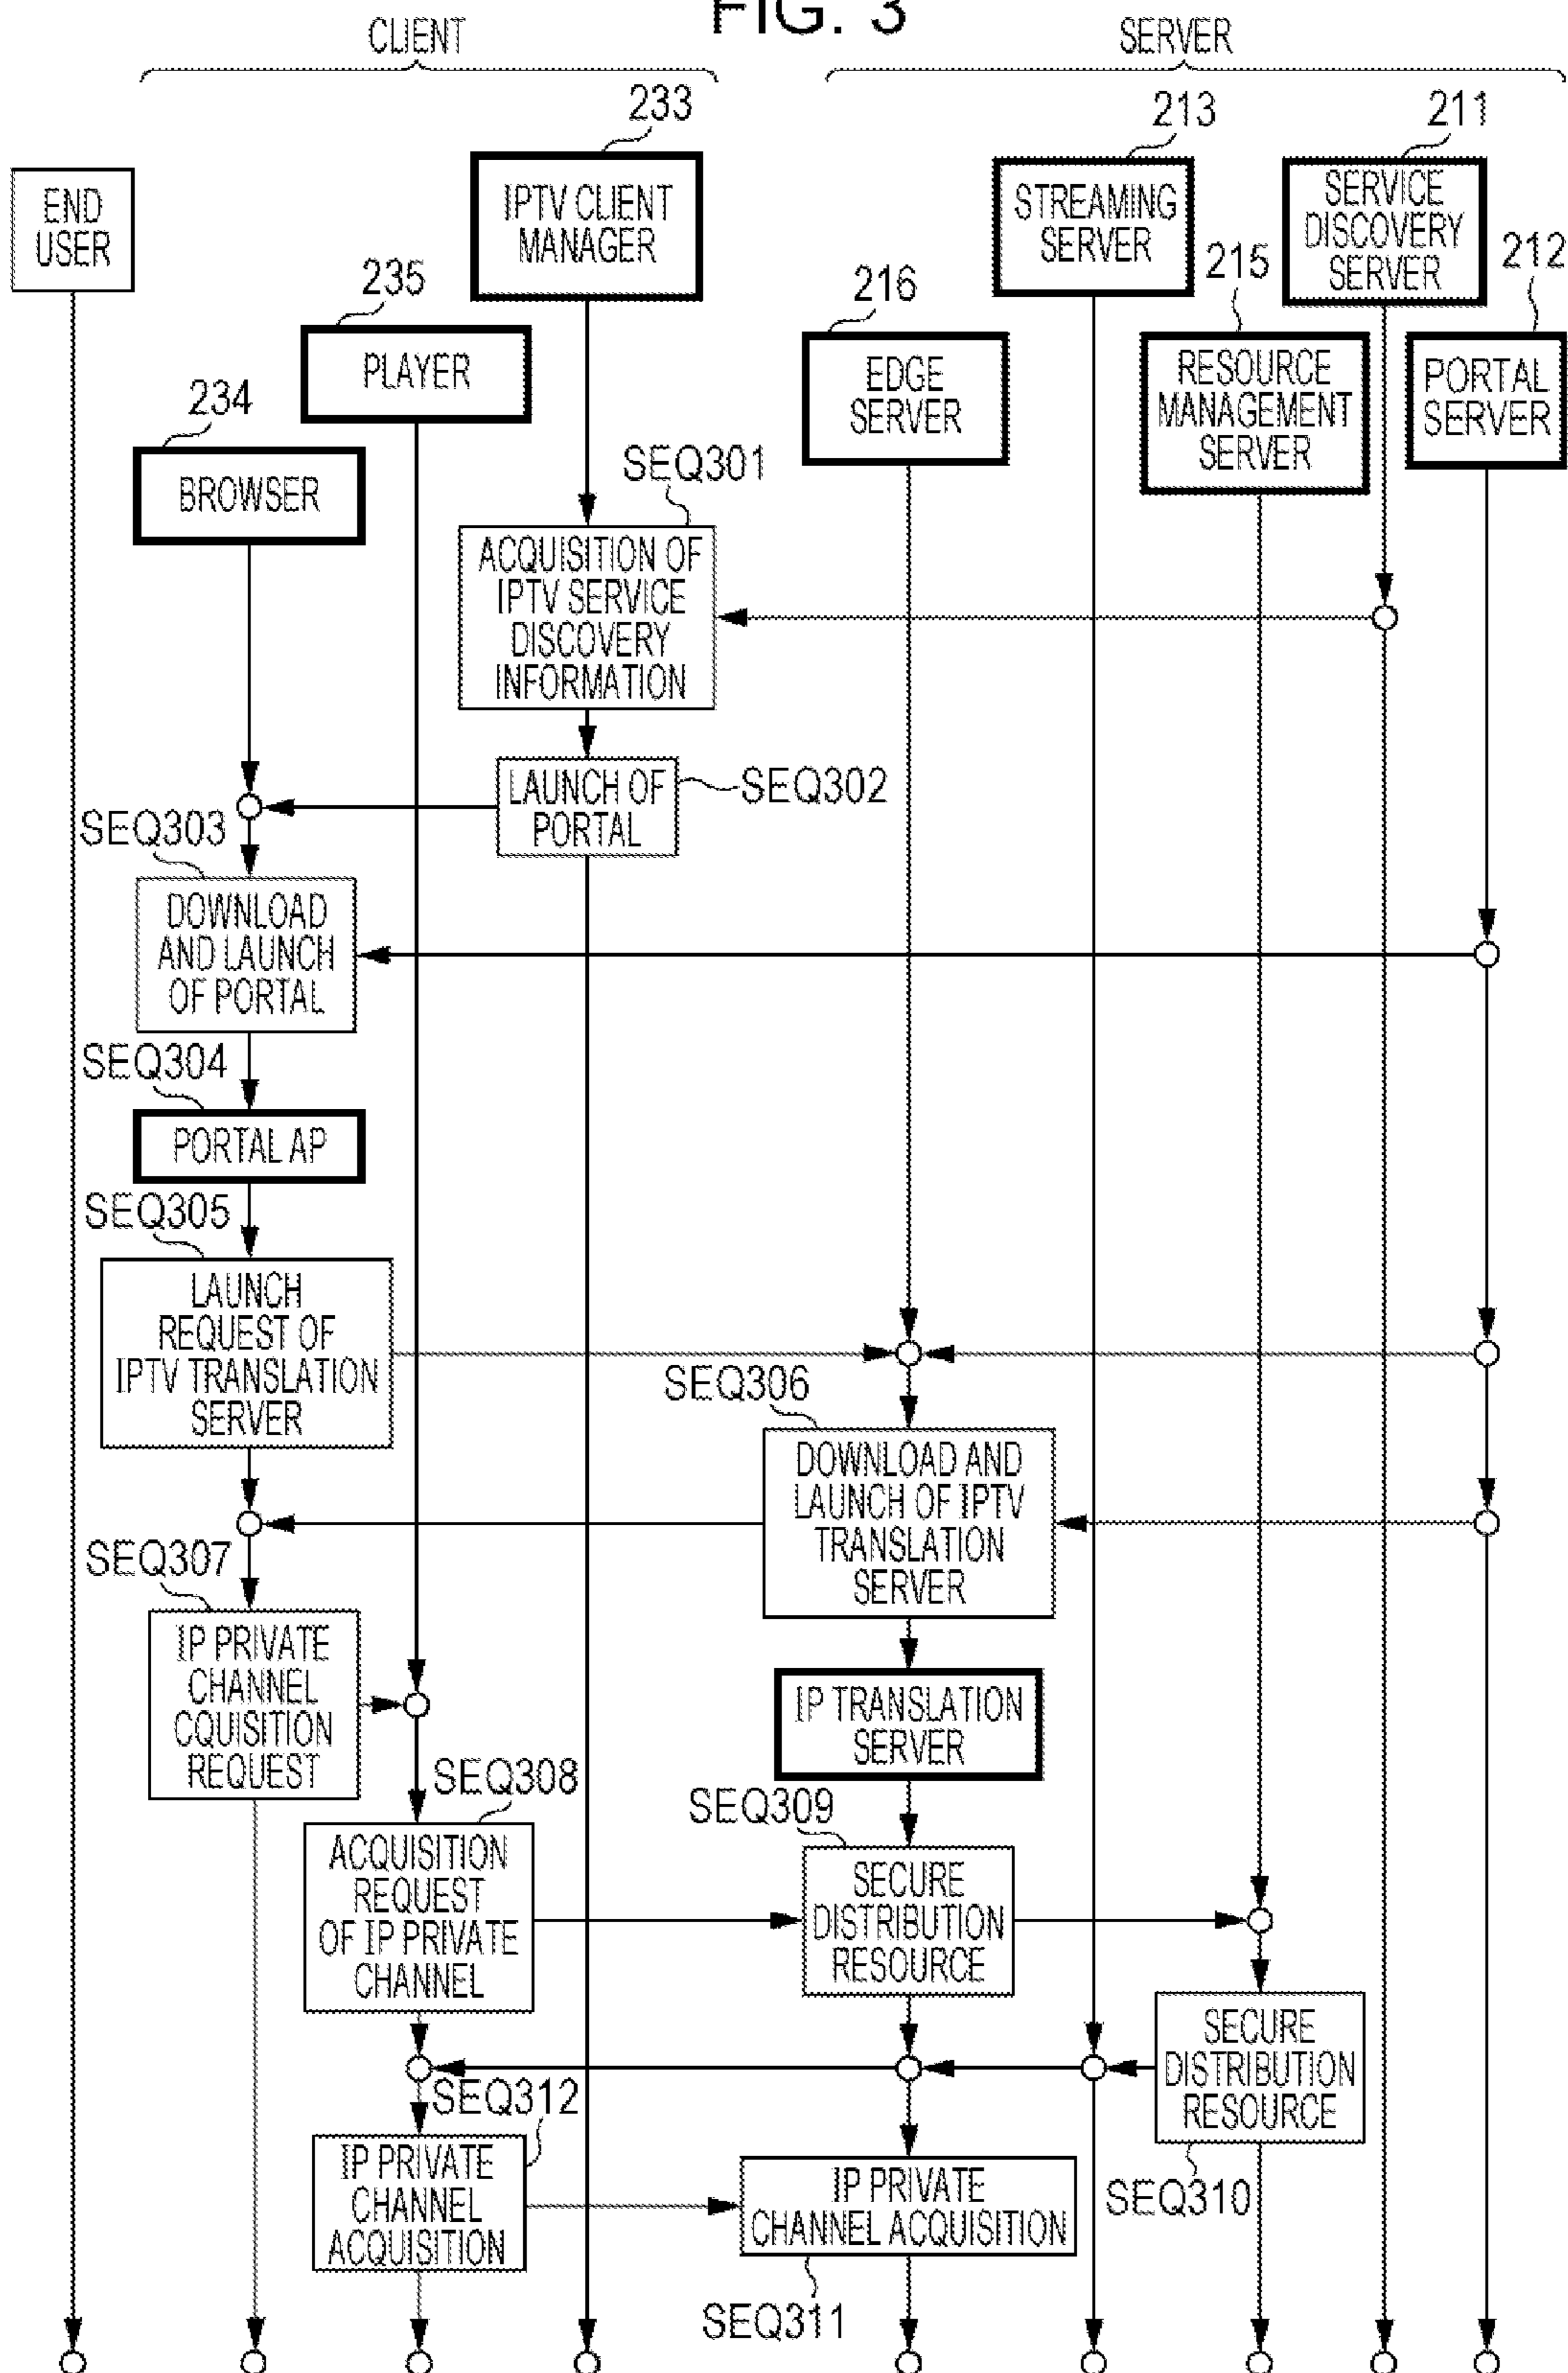 FIG. 3
CLIENT
SERVER
233
213
211
END
USER
IPTV CLIENT
MANAGER
STREAMING
SERVER
SERVICE
DISCOVERY
SERVER
235
216
215
212
PLAYER
EDGE
SERVER
RESOURCE
MANAGEMENT
SERVER
PORTAL
SERVER
234
BROWSER
SEQ301
ACQUISITION OF
IPTV SERVICE
DISCOVERY
INFORMATION
LAUNCH OF
PORTAL
SEQ302
SEQ303
DOWNLOAD
AND LAUNCH
OF PORTAL
SEQ304
PORTAL AP
SEQ305
LAUNCH
REQUEST OF
IPTV TRANSLATION
SERVER
SEQ306
DOWNLOAD AND
LAUNCH OF IPTV
TRANSLATION
SERVER
SEQ307
IP PRIVATE
CHANNEL
CQUISITION
REQUEST
IP TRANSLATION
SERVER
SEQ308
ACQUISITION
REQUEST
OF IP PRIVATE
CHANNEL
SEQ309
SECURE
DISTRIBUTION
RESOURCE
SECURE
DISTRIBUTION
RESOURCE
SEQ310
SEQ312
IP PRIVATE
CHANNEL
ACQUISITION
IP PRIVATE
CHANNEL ACQUISITION
SEQ311